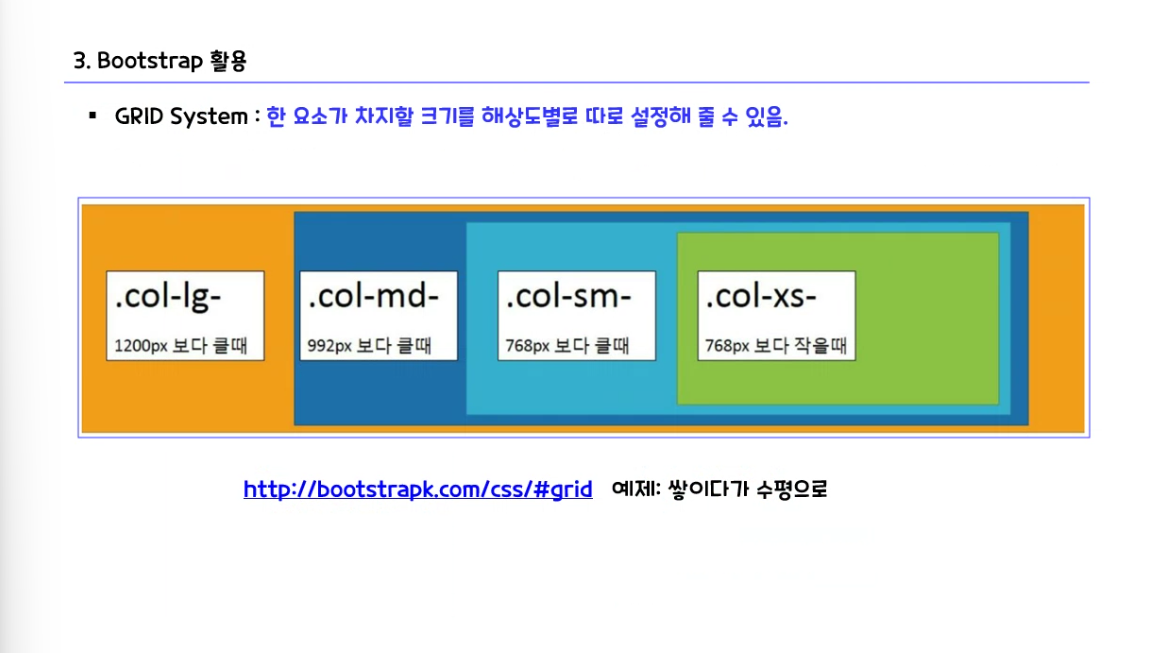 3. Bootstrap 활용
▪ GRID System : 한 요소가 차지할 크기를 해상도별로 따로 설정해 줄 수 있음.
.col-lg-
1200px 보다 클때
.col-md-
992px 보다 클때
.col-sm-
768px 보다 클때
.col-xs-
768px 보다 작을때
http://bootstrapk.com/css/#grid 예제: 쌓이다가 수평으로